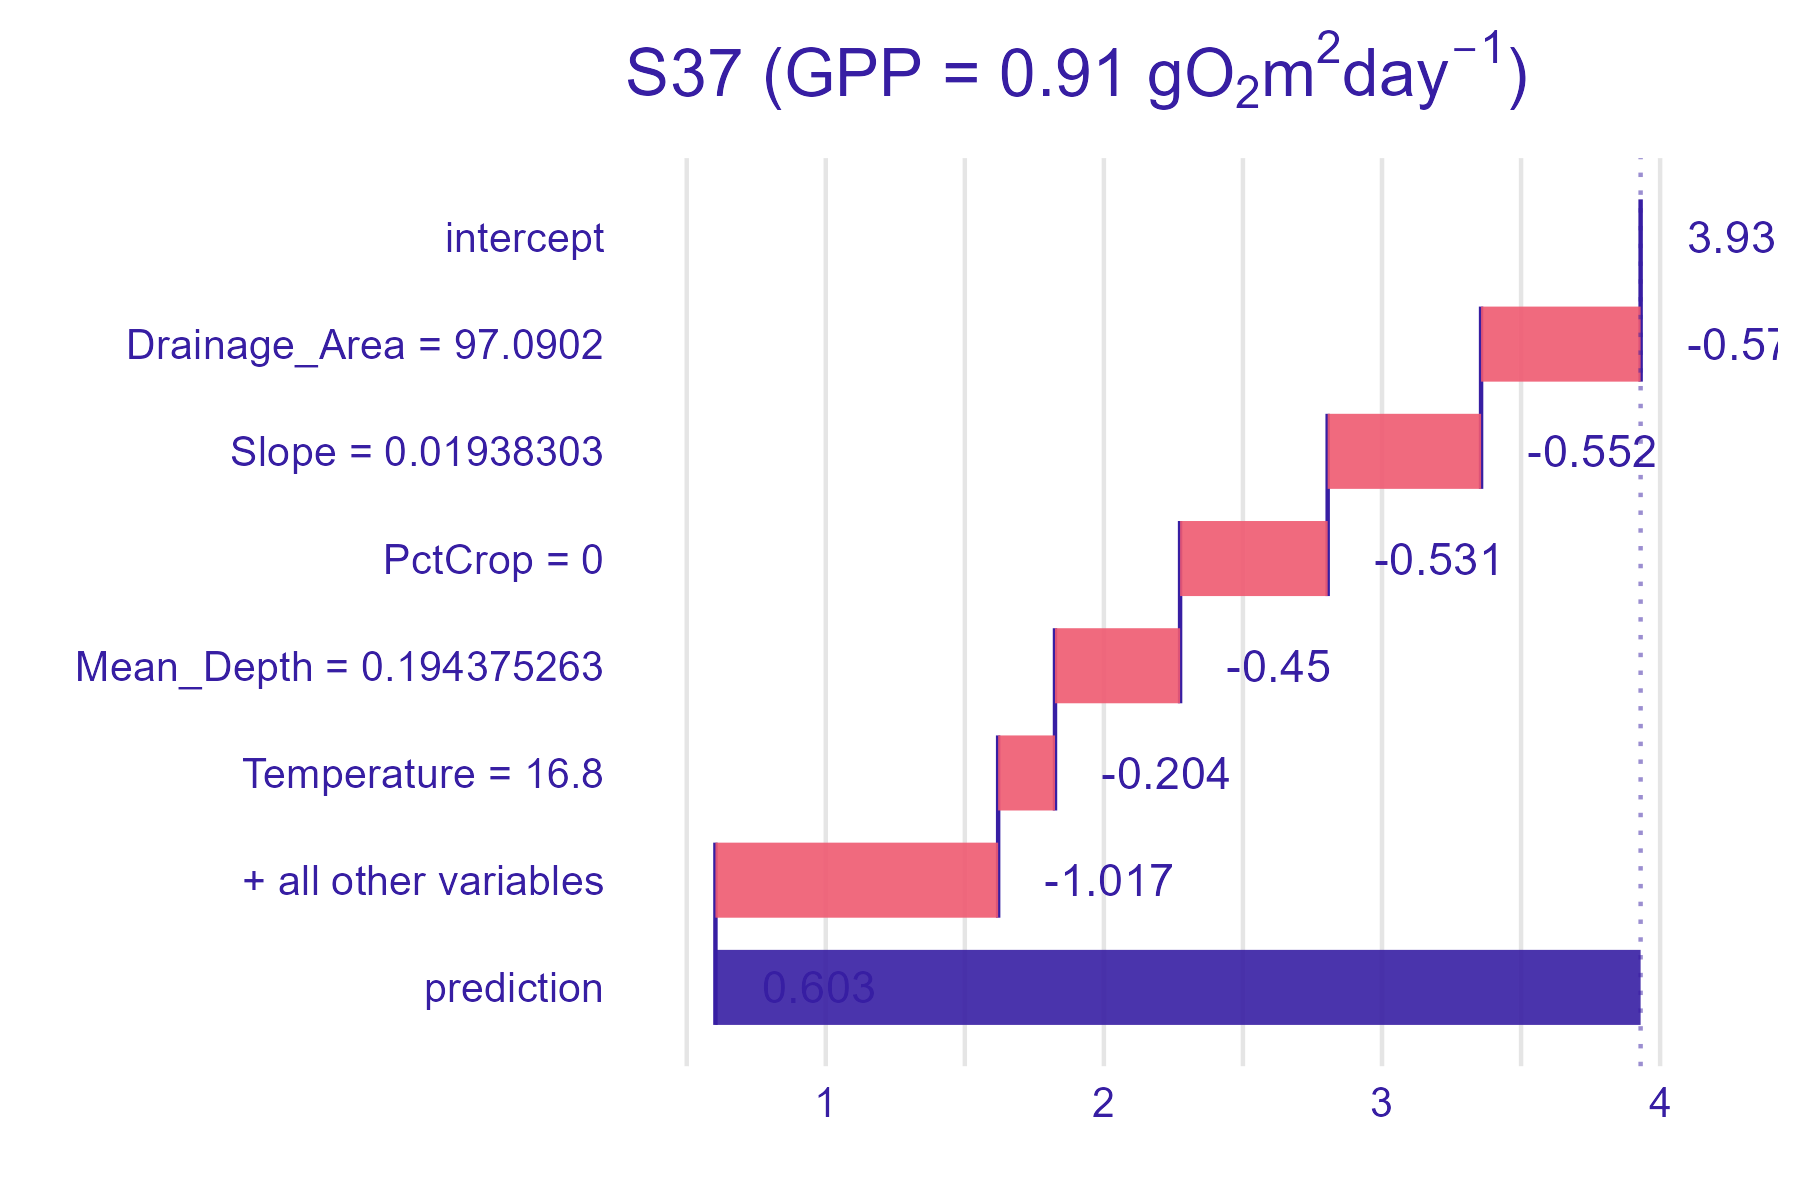 S37 (GPP = 0.91 gO₂m²day⁻¹)
intercept 3.93
Drainage_Area = 97.0902 -0.57
Slope = 0.01938303 -0.552
PctCrop = 0 -0.531
Mean_Depth = 0.194375263 -0.45
Temperature = 16.8 -0.204
+ all other variables -1.017
prediction 0.603
1 2 3 4